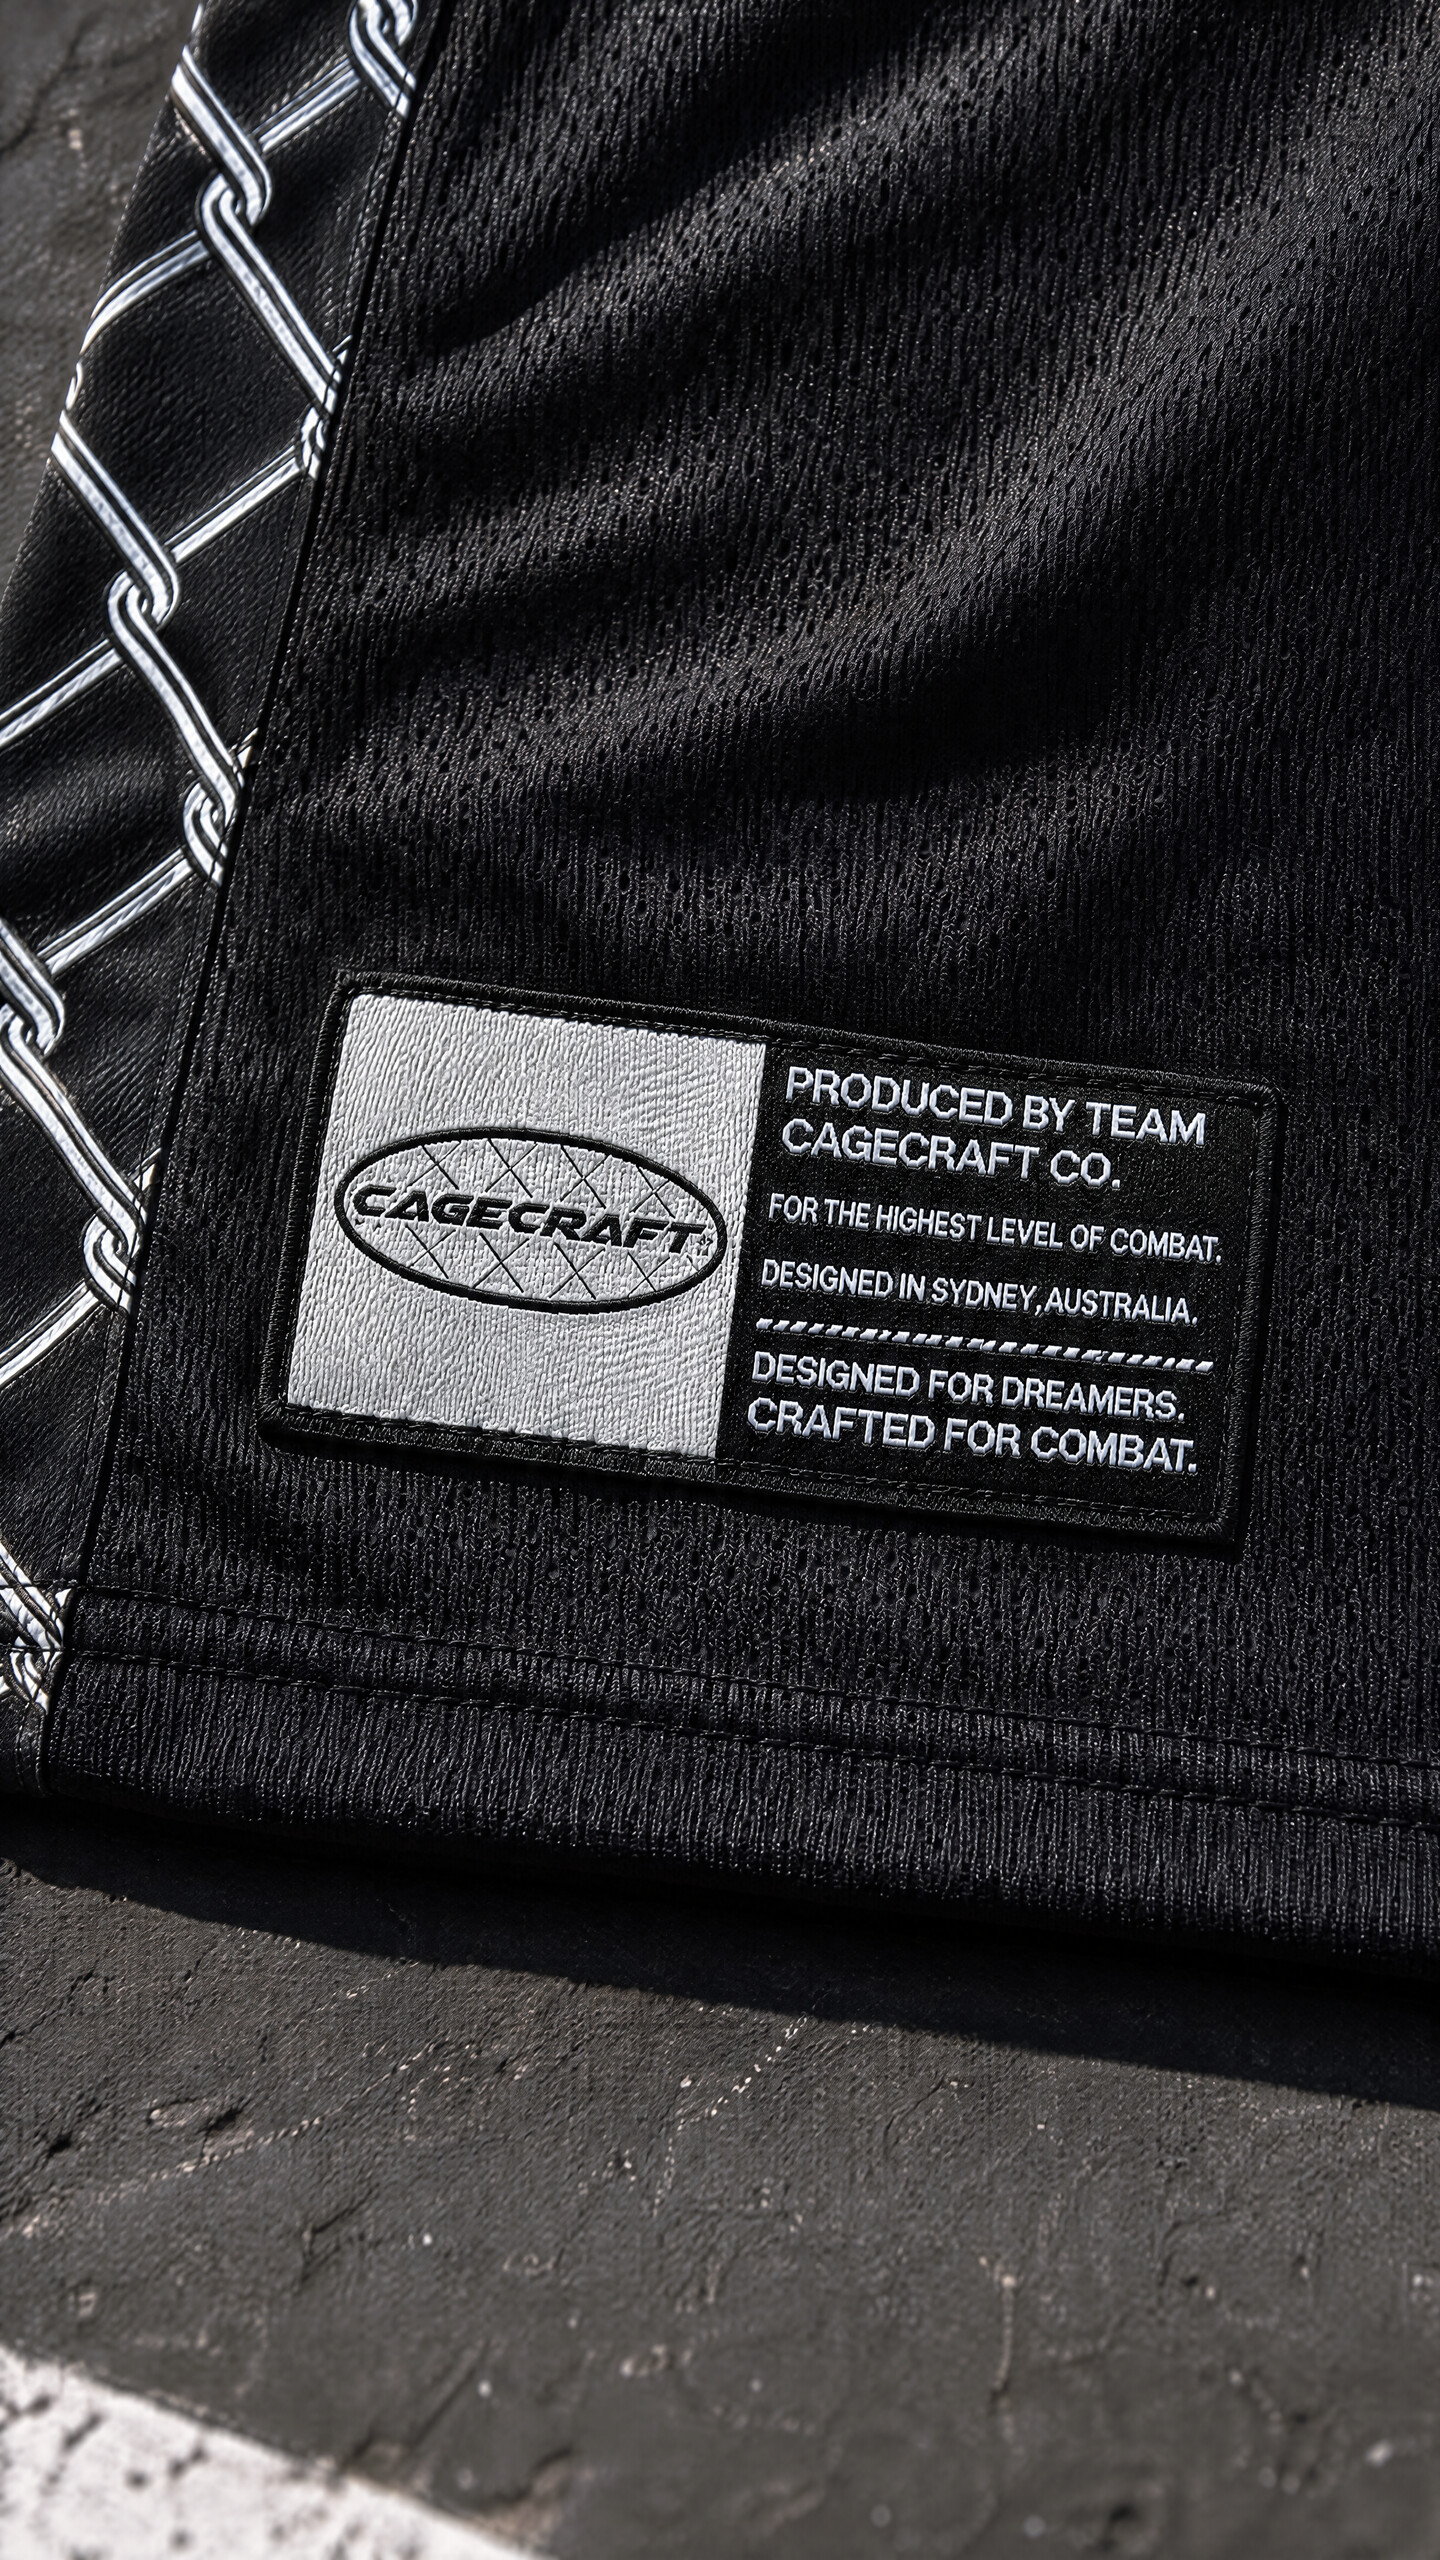 CAGECRAFT
PRODUCED BY TEAM
CAGECRAFT CO.
FOR THE HIGHEST LEVEL OF COMBAT.
DESIGNED IN SYDNEY,AUSTRALIA.
DESIGNED FOR DREAMERS.
CRAFTED FOR COMBAT.